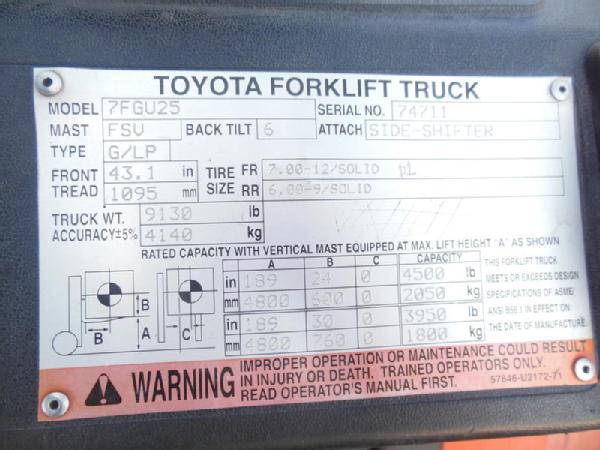 TOYOTA FORKLIFT TRUCK
MODEL 7FGU25 SERIAL NO. 74711
MAST FSV BACK TILT 6 ATTACH SIDE-SHIFTER
TYPE G/LP
FRONT TREAD 43.1 in 1095 mm
TIRE SIZE FR 7.00-12/SOLID pl
RR 6.00-9/SOLID
TRUCK WT. 9130 lb
ACCURACY±5% 4140 kg
RATED CAPACITY WITH VERTICAL MAST EQUIPPED AT MAX. LIFT HEIGHT "A" AS SHOWN
A B C CAPACITY
in 189 24 0 4500 lb
mm 4800 600 0 2050 kg
in 189 30 0 3950 lb
mm 4800 760 0 1800 kg
B A B C
THIS FORKLIFT TRUCK
MEETS OR EXCEEDS DESIGN
SPECIFICATIONS OF ASME/
ANSI B56.1 IN EFFECT ON
THE DATE OF MANUFACTURE.
WARNING
IMPROPER OPERATION OR MAINTENANCE COULD RESULT
IN INJURY OR DEATH. TRAINED OPERATORS ONLY.
READ OPERATOR'S MANUAL FIRST.
57846-U2172-71